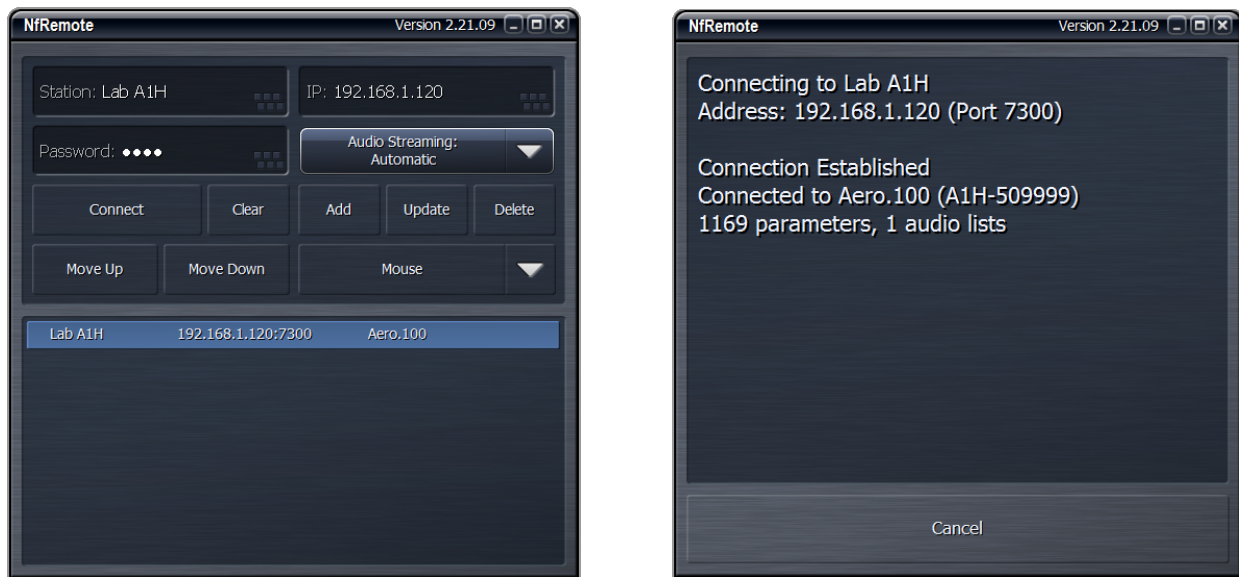 NfRemote Version 2.21.09
Station: Lab A1H IP: 192.168.1.120
Password: ●●●● Audio Streaming:
Automatic
Connect Clear Add Update Delete
Move Up Move Down Mouse
Lab A1H 192.168.1.120:7300 Aero.100
NfRemote Version 2.21.09
Connecting to Lab A1H
Address: 192.168.1.120 (Port 7300)
Connection Established
Connected to Aero.100 (A1H-509999)
1169 parameters, 1 audio lists
Cancel